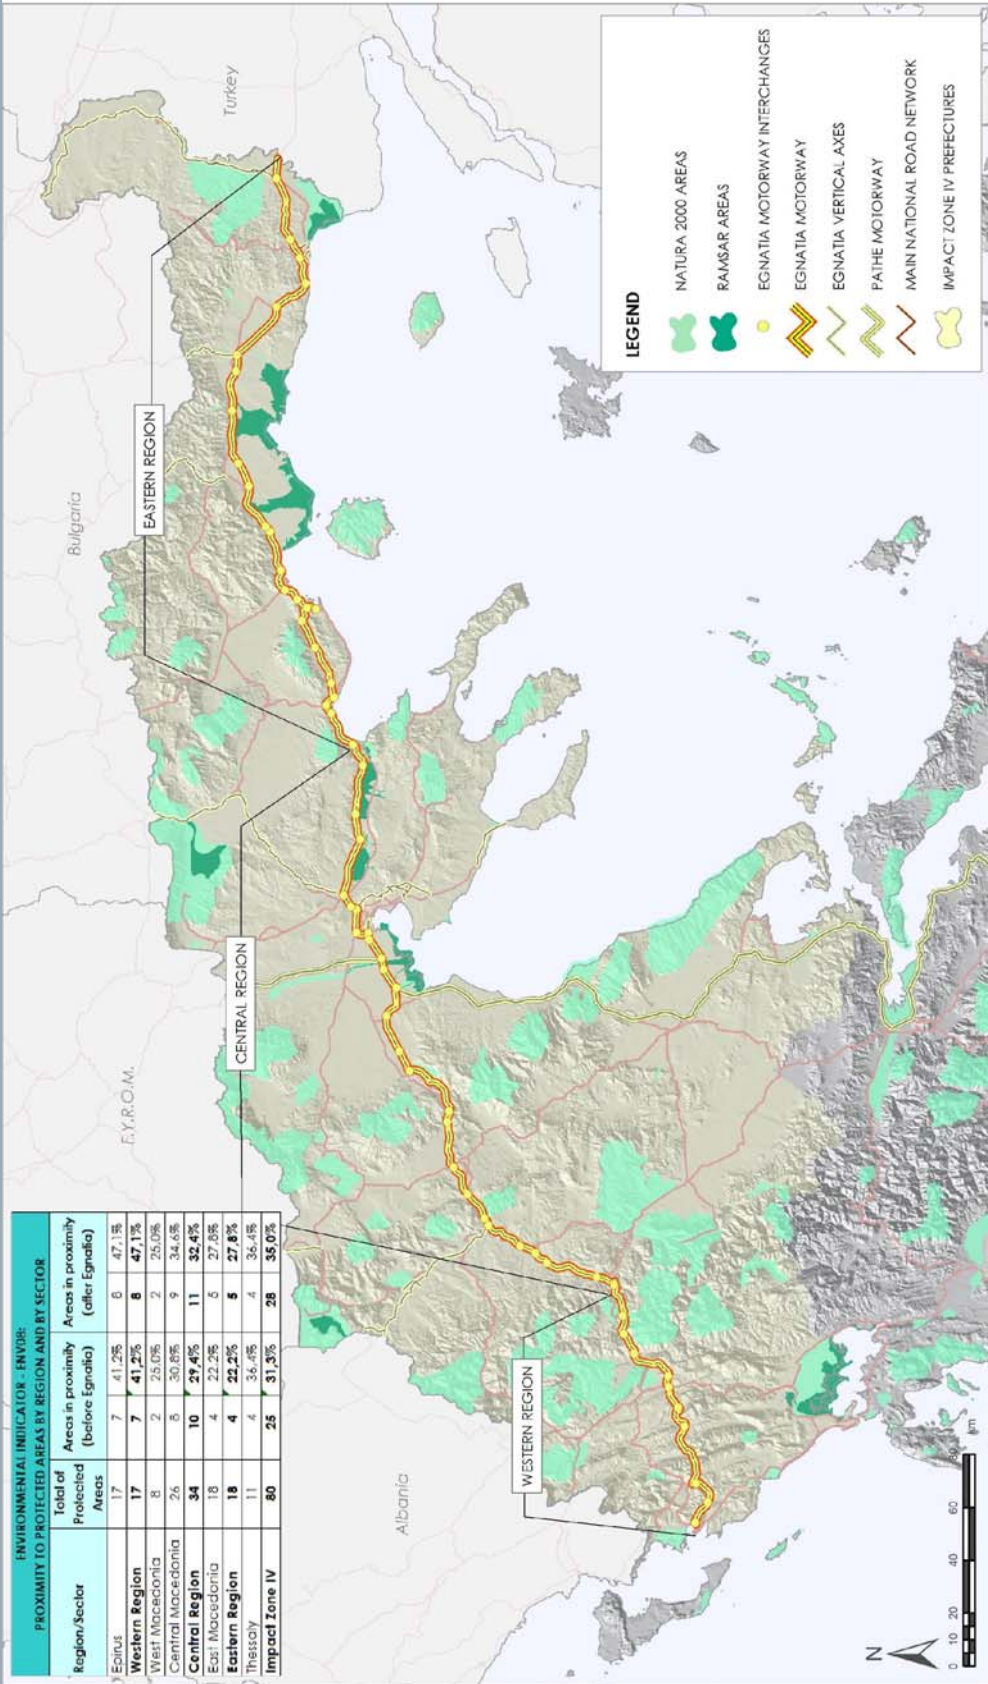 ENVIRONMENTAL INDICATOR - ENV08:
PROXIMITY TO PROTECTED AREAS BY REGION AND BY SECTOR
Region/Sector Total of Protected Areas Areas in proximity (before Egnatia) Areas in proximity (after Egnatia)
Epirus 17 7 41,2% 8 47,1%
Western Region 17 7 41,2% 8 47,1%
West Macedonia 8 2 25,0% 2 25,0%
Central Macedonia 26 8 30,8% 9 34,6%
Central Region 34 10 29,4% 11 32,4%
East Macedonia 18 4 22,2% 5 27,8%
Eastern Region 18 4 22,2% 5 27,8%
Thessaly 11 4 36,4% 4 36,4%
Impact Zone IV 80 25 31,3% 28 35,0%
F.Y.R.O.M.
Bulgaria
Turkey
Albania
EASTERN REGION
CENTRAL REGION
WESTERN REGION
LEGEND
NATURA 2000 AREAS
RAMSAR AREAS
EGNATIA MOTORWAY INTERCHANGES
EGNATIA MOTORWAY
EGNATIA VERTICAL AXES
PATHE MOTORWAY
MAIN NATIONAL ROAD NETWORK
IMPACT ZONE IV PREFECTURES
N
0 10 20 40 60 80
km